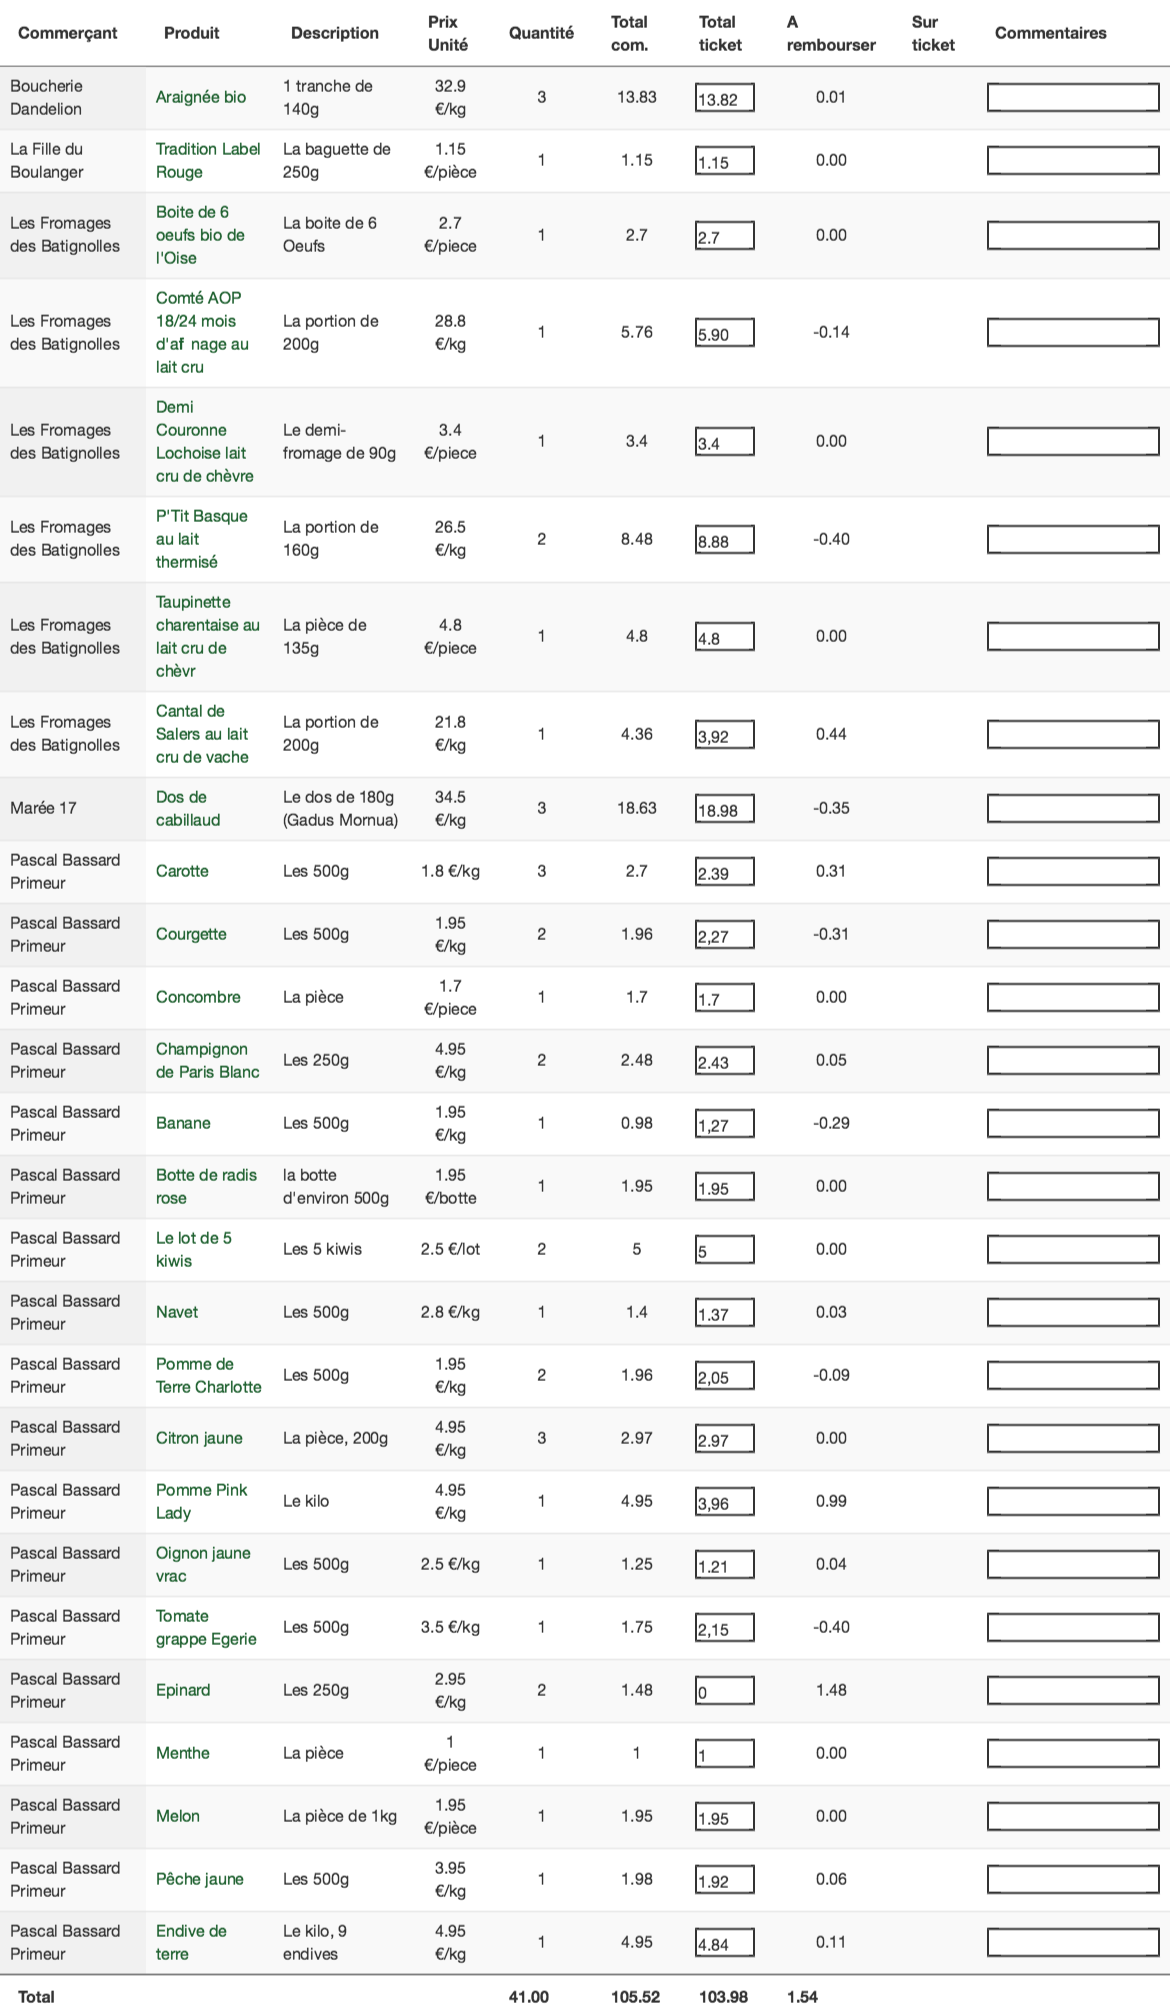 Commerçant Produit Description Prix Unité Quantité Total com. Total ticket A rembourser Sur ticket Commentaires
Boucherie Dandelion Araignée bio 1 tranche de 140g 32.9 €/kg 3 13.83 13.82 0.01
La Fille du Boulanger Tradition Label Rouge La baguette de 250g 1.15 €/pièce 1 1.15 1.15 0.00
Les Fromages des Batignolles Boite de 6 oeufs bio de l'Oise La boite de 6 Oeufs 2.7 €/piece 1 2.7 2.7 0.00
Les Fromages des Batignolles Comté AOP 18/24 mois d'af nage au lait cru La portion de 200g 28.8 €/kg 1 5.76 5.90 -0.14
Les Fromages des Batignolles Demi Couronne Lochoise lait cru de chèvre Le demi-fromage de 90g 3.4 €/piece 1 3.4 3.4 0.00
Les Fromages des Batignolles P'Tit Basque au lait thermisé La portion de 160g 26.5 €/kg 2 8.48 8.88 -0.40
Les Fromages des Batignolles Taupinette charentaise au lait cru de chèvr La pièce de 135g 4.8 €/piece 1 4.8 4.8 0.00
Les Fromages des Batignolles Cantal de Salers au lait cru de vache La portion de 200g 21.8 €/kg 1 4.36 3,92 0.44
Marée 17 Dos de cabillaud Le dos de 180g (Gadus Mornua) 34.5 €/kg 3 18.63 18.98 -0.35
Pascal Bassard Primeur Carotte Les 500g 1.8 €/kg 3 2.7 2.39 0.31
Pascal Bassard Primeur Courgette Les 500g 1.95 €/kg 2 1.96 2,27 -0.31
Pascal Bassard Primeur Concombre La pièce 1.7 €/piece 1 1.7 1.7 0.00
Pascal Bassard Primeur Champignon de Paris Blanc Les 250g 4.95 €/kg 2 2.48 2.43 0.05
Pascal Bassard Primeur Banane Les 500g 1.95 €/kg 1 0.98 1,27 -0.29
Pascal Bassard Primeur Botte de radis rose la botte d'environ 500g 1.95 €/botte 1 1.95 1.95 0.00
Pascal Bassard Primeur Le lot de 5 kiwis Les 5 kiwis 2.5 €/lot 2 5 5 0.00
Pascal Bassard Primeur Navet Les 500g 2.8 €/kg 1 1.4 1.37 0.03
Pascal Bassard Primeur Pomme de Terre Charlotte Les 500g 1.95 €/kg 2 1.96 2,05 -0.09
Pascal Bassard Primeur Citron jaune La pièce, 200g 4.95 €/kg 3 2.97 2.97 0.00
Pascal Bassard Primeur Pomme Pink Lady Le kilo 4.95 €/kg 1 4.95 3,96 0.99
Pascal Bassard Primeur Oignon jaune vrac Les 500g 2.5 €/kg 1 1.25 1.21 0.04
Pascal Bassard Primeur Tomate grappe Egerie Les 500g 3.5 €/kg 1 1.75 2,15 -0.40
Pascal Bassard Primeur Epinard Les 250g 2.95 €/kg 2 1.48 0 1.48
Pascal Bassard Primeur Menthe La pièce 1 €/piece 1 1 1 0.00
Pascal Bassard Primeur Melon La pièce de 1kg 1.95 €/pièce 1 1.95 1.95 0.00
Pascal Bassard Primeur Pêche jaune Les 500g 3.95 €/kg 1 1.98 1.92 0.06
Pascal Bassard Primeur Endive de terre Le kilo, 9 endives 4.95 €/kg 1 4.95 4.84 0.11
Total 41.00 105.52 103.98 1.54